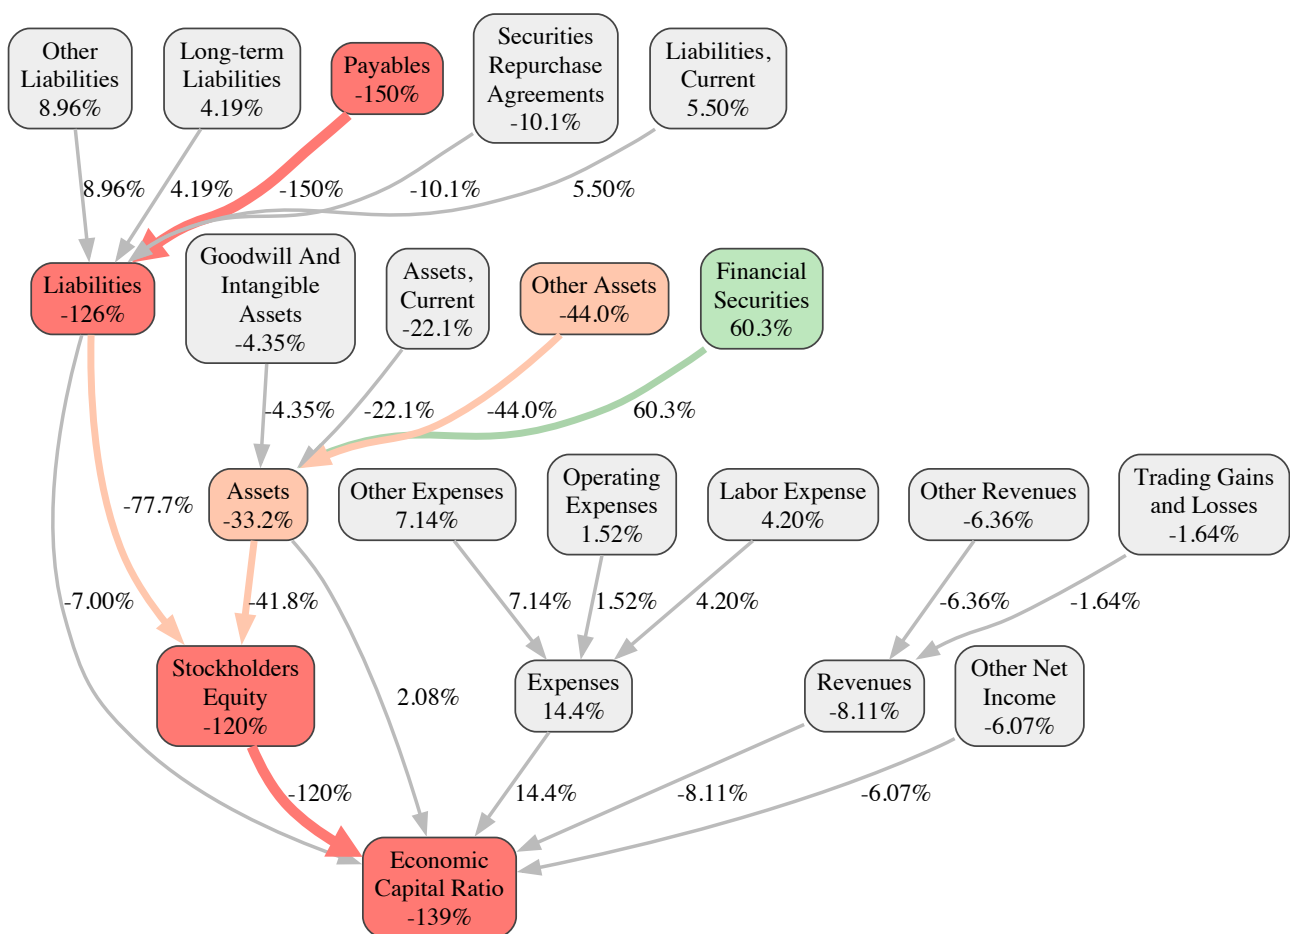 Other
Liabilities
8.96%
Long-term
Liabilities
4.19%
Payables
-150%
Securities
Repurchase
Agreements
-10.1%
Liabilities,
Current
5.50%
8.96%
4.19%
-150%
-10.1%
5.50%
Liabilities
-126%
Goodwill And
Intangible
Assets
-4.35%
Assets,
Current
-22.1%
Other Assets
-44.0%
Financial
Securities
60.3%
-4.35%
-22.1%
-44.0%
60.3%
-77.7%
Assets
-33.2%
Other Expenses
7.14%
Operating
Expenses
1.52%
Labor Expense
4.20%
Other Revenues
-6.36%
Trading Gains
and Losses
-1.64%
-7.00%
-41.8%
7.14%
1.52%
4.20%
-6.36%
-1.64%
Stockholders
Equity
-120%
2.08%
Expenses
14.4%
Revenues
-8.11%
Other Net
Income
-6.07%
-120%
14.4%
-8.11%
-6.07%
Economic
Capital Ratio
-139%